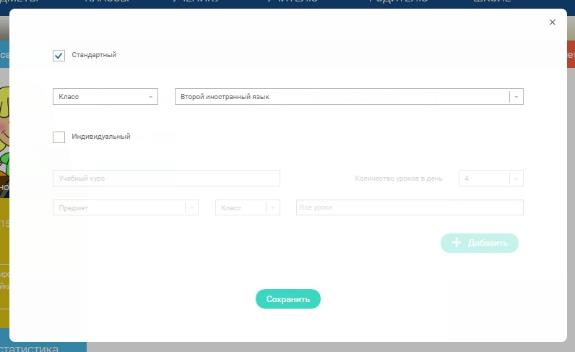 Стандартный
Класс Второй иностранный язык
Индивидуальный
Учебный курс Количество уроков в день 4
Предмет Класс Все уроки
+ Добавить
Сохранить
статистика